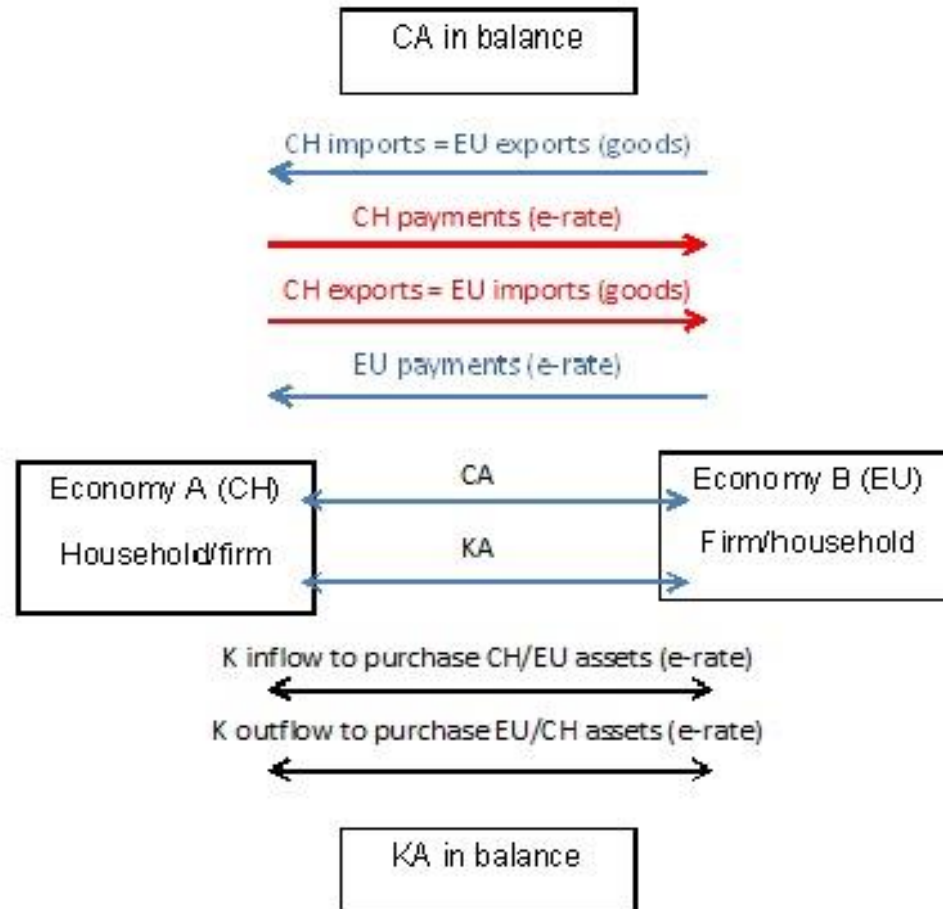 CA in balance
CH imports = EU exports (goods)
CH payments (e-rate)
CH exports = EU imports (goods)
EU payments (e-rate)
Economy A (CH)
Household/firm
CA
KA
Economy B (EU)
Firm/household
K inflow to purchase CH/EU assets (e-rate)
K outflow to purchase EU/CH assets (e-rate)
KA in balance